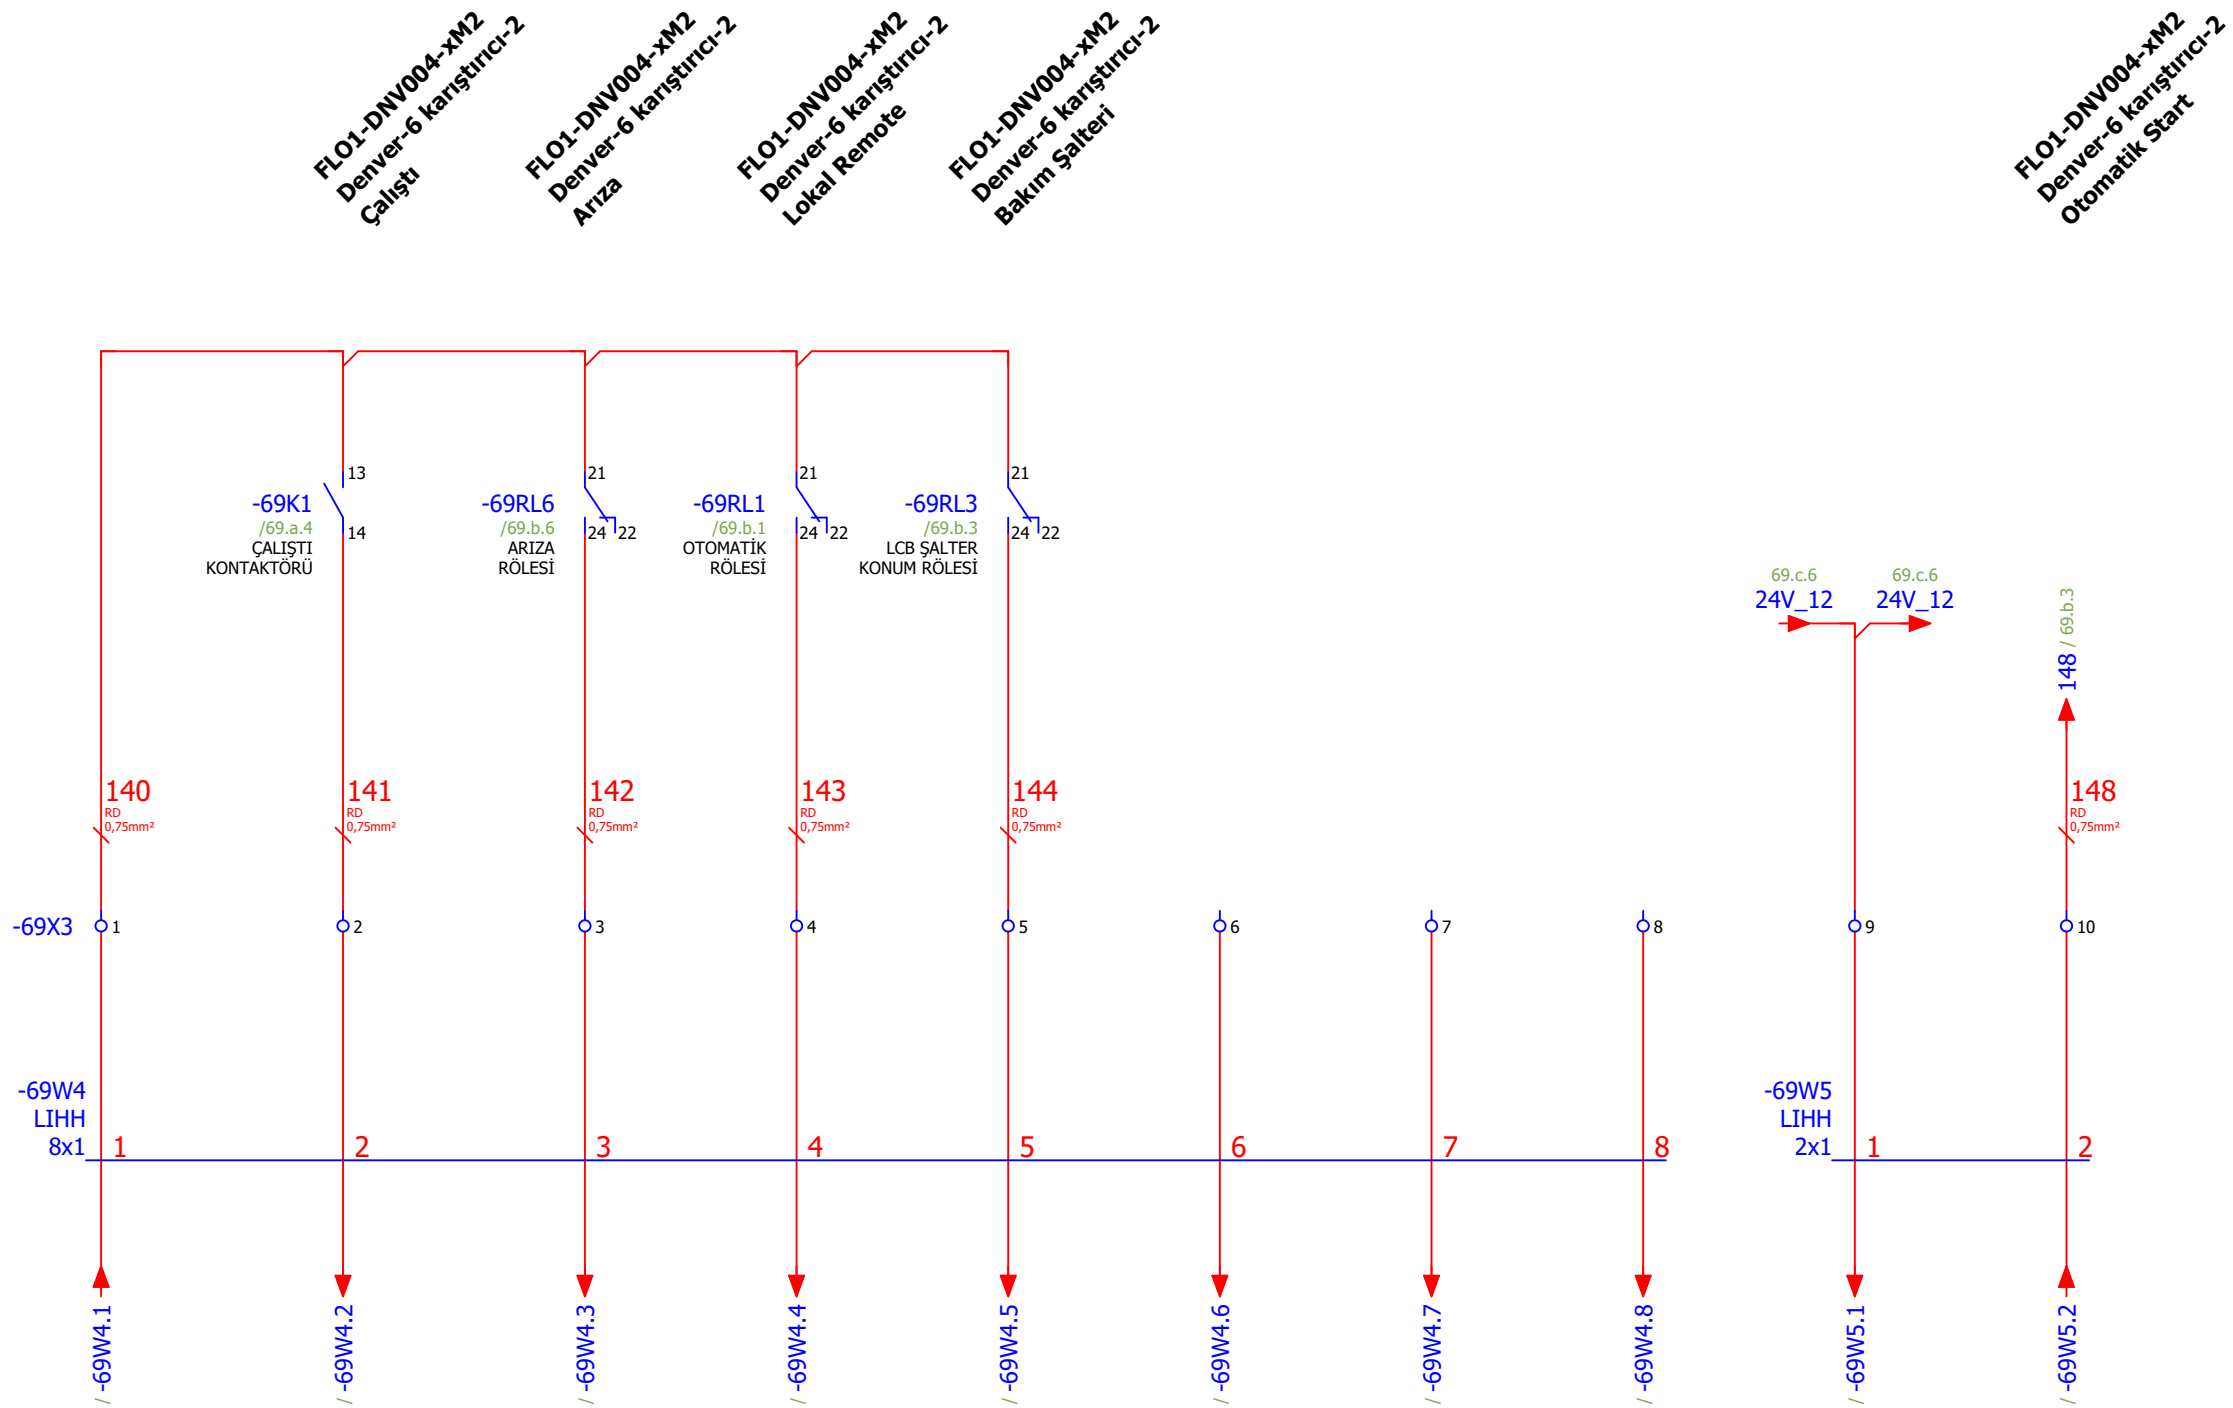 FLO1-DNV004-xM2
Denver-6 karıştırıcı-2
Çalıştı
FLO1-DNV004-xM2
Denver-6 karıştırıcı-2
Arıza
FLO1-DNV004-xM2
Denver-6 karıştırıcı-2
Lokal Remote
FLO1-DNV004-xM2
Denver-6 karıştırıcı-2
Bakım Şalteri
FLO1-DNV004-xM2
Denver-6 karıştırıcı-2
Otomatik Start
-69K1
/69.a.4
ÇALIŞTI
KONTAKTÖRÜ
13
14
-69RL6
/69.b.6
ARIZA
RÖLESİ
21
24 22
-69RL1
/69.b.1
OTOMATİK
RÖLESİ
21
24 22
-69RL3
/69.b.3
LCB ŞALTER
KONUM RÖLESİ
21
24 22
69.c.6
24V_12
69.c.6
24V_12
148 / 69.b.3
140
RD
0,75mm²
141
RD
0,75mm²
142
RD
0,75mm²
143
RD
0,75mm²
144
RD
0,75mm²
148
RD
0,75mm²
-69X3 1 2 3 4 5 6 7 8 9 10
-69W4
LIHH
8x1 1 2 3 4 5 6 7 8
-69W5
LIHH
2x1 1 2
/ -69W4.1
/ -69W4.2
/ -69W4.3
/ -69W4.4
/ -69W4.5
/ -69W4.6
/ -69W4.7
/ -69W4.8
/ -69W5.1
/ -69W5.2